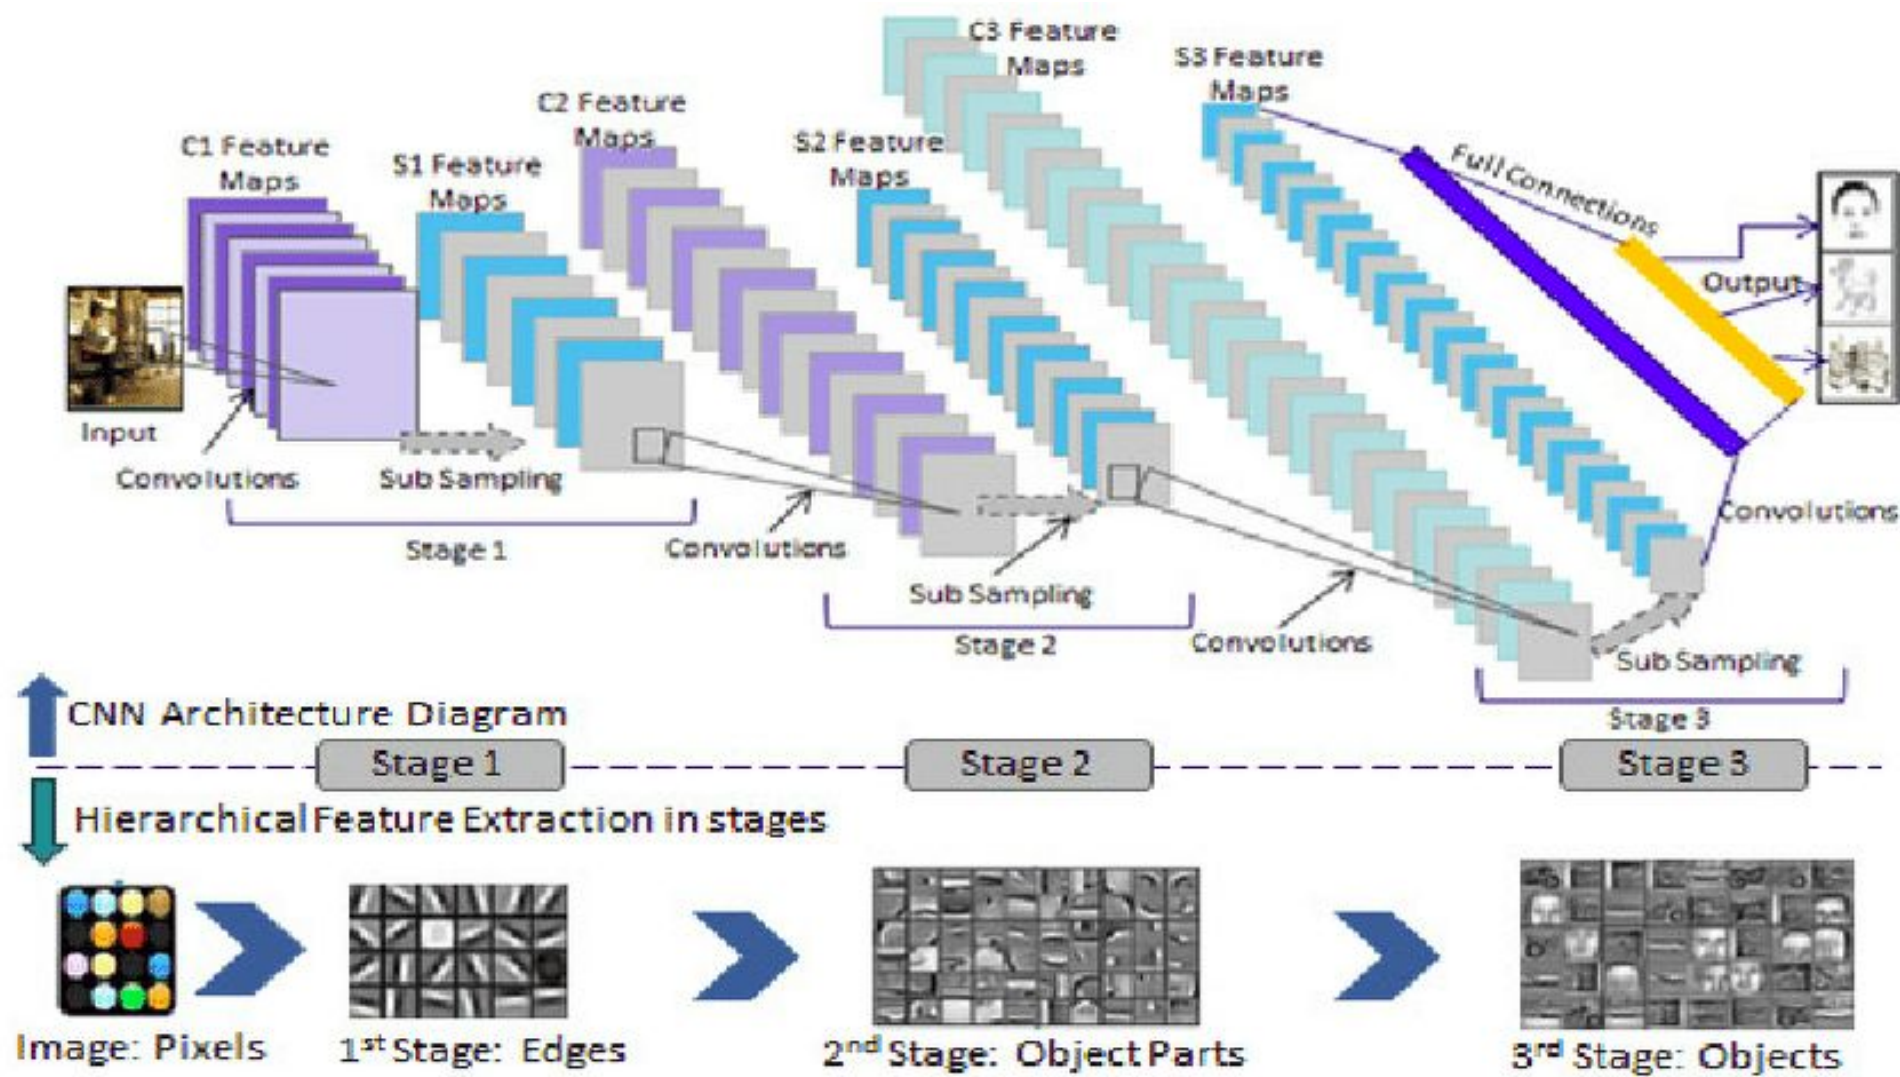 C1 Feature
Maps
S1 Feature
Maps
C2 Feature
Maps
S2 Feature
Maps
C3 Feature
Maps
S3 Feature
Maps
Full Connections
Output
Input
Convolutions
Sub Sampling
Stage 1
Convolutions
Sub Sampling
Stage 2
Convolutions
Sub Sampling
Stage 3
Convolutions
CNN Architecture Diagram
Stage 1
Stage 2
Stage 3
Hierarchical Feature Extraction in stages
Image: Pixels
1st Stage: Edges
2nd Stage: Object Parts
3rd Stage: Objects